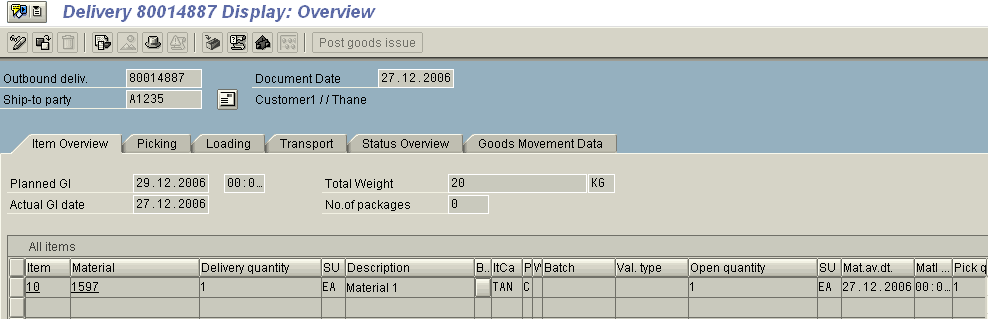 Delivery 80014887 Display: Overview
Post goods issue
Outbound deliv. 80014887 Document Date 27.12.2006
Ship-to party A1235 Customer1 // Thane
Item Overview Picking Loading Transport Status Overview Goods Movement Data
Planned GI 29.12.2006 00:0… Total Weight 20 KG
Actual GI date 27.12.2006 No.of packages 0
All items
Item Material Delivery quantity SU Description B.. ItCa P W Batch Val. type Open quantity SU Mat.av.dt. Matl ... Pick q
10 1597 1 EA Material 1 TAN C 1 EA 27.12.2006 00:0… 1